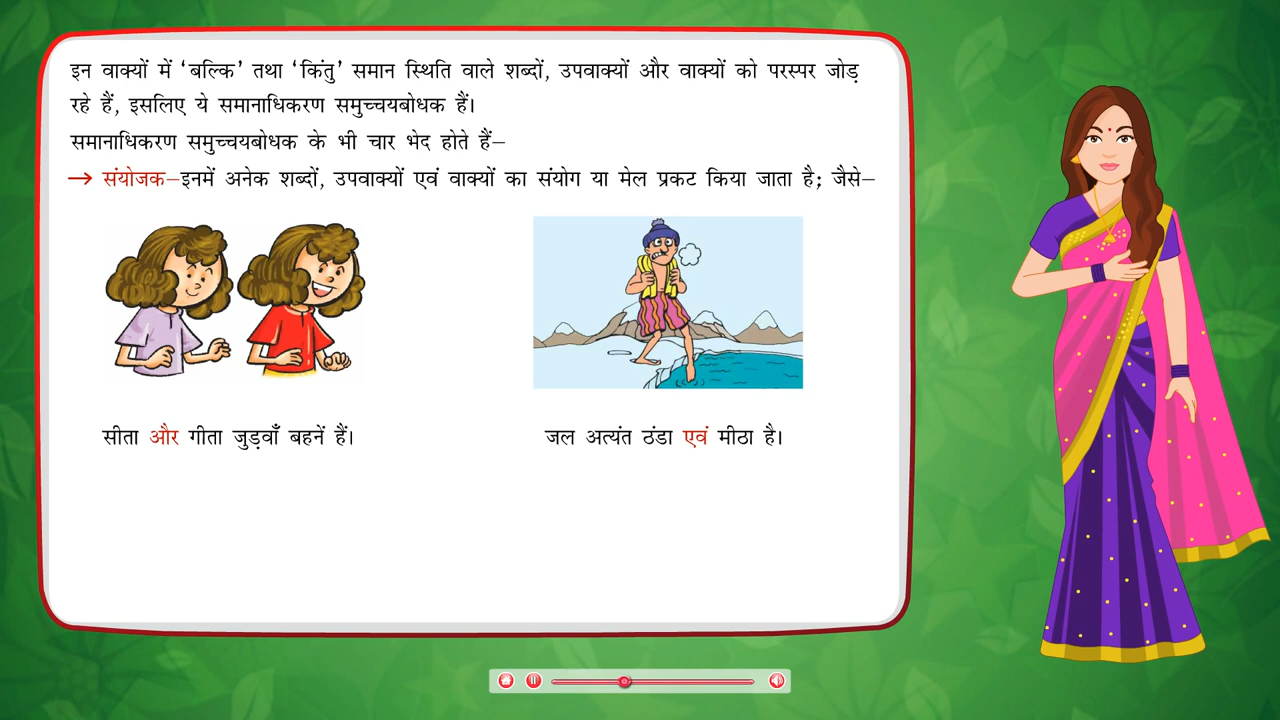 इन वाक्यों में ‘बल्कि’ तथा ‘किंतु’ समान स्थिति वाले शब्दों, उपवाक्यों और वाक्यों को परस्पर जोड़
रहे हैं, इसलिए ये समानाधिकरण समुच्चयबोधक हैं।
समानाधिकरण समुच्चयबोधक के भी चार भेद होते हैं–
→ संयोजक–इनमें अनेक शब्दों, उपवाक्यों एवं वाक्यों का संयोग या मेल प्रकट किया जाता है; जैसे–
सीता और गीता जुड़वाँ बहनें हैं।
जल अत्यंत ठंडा एवं मीठा है।